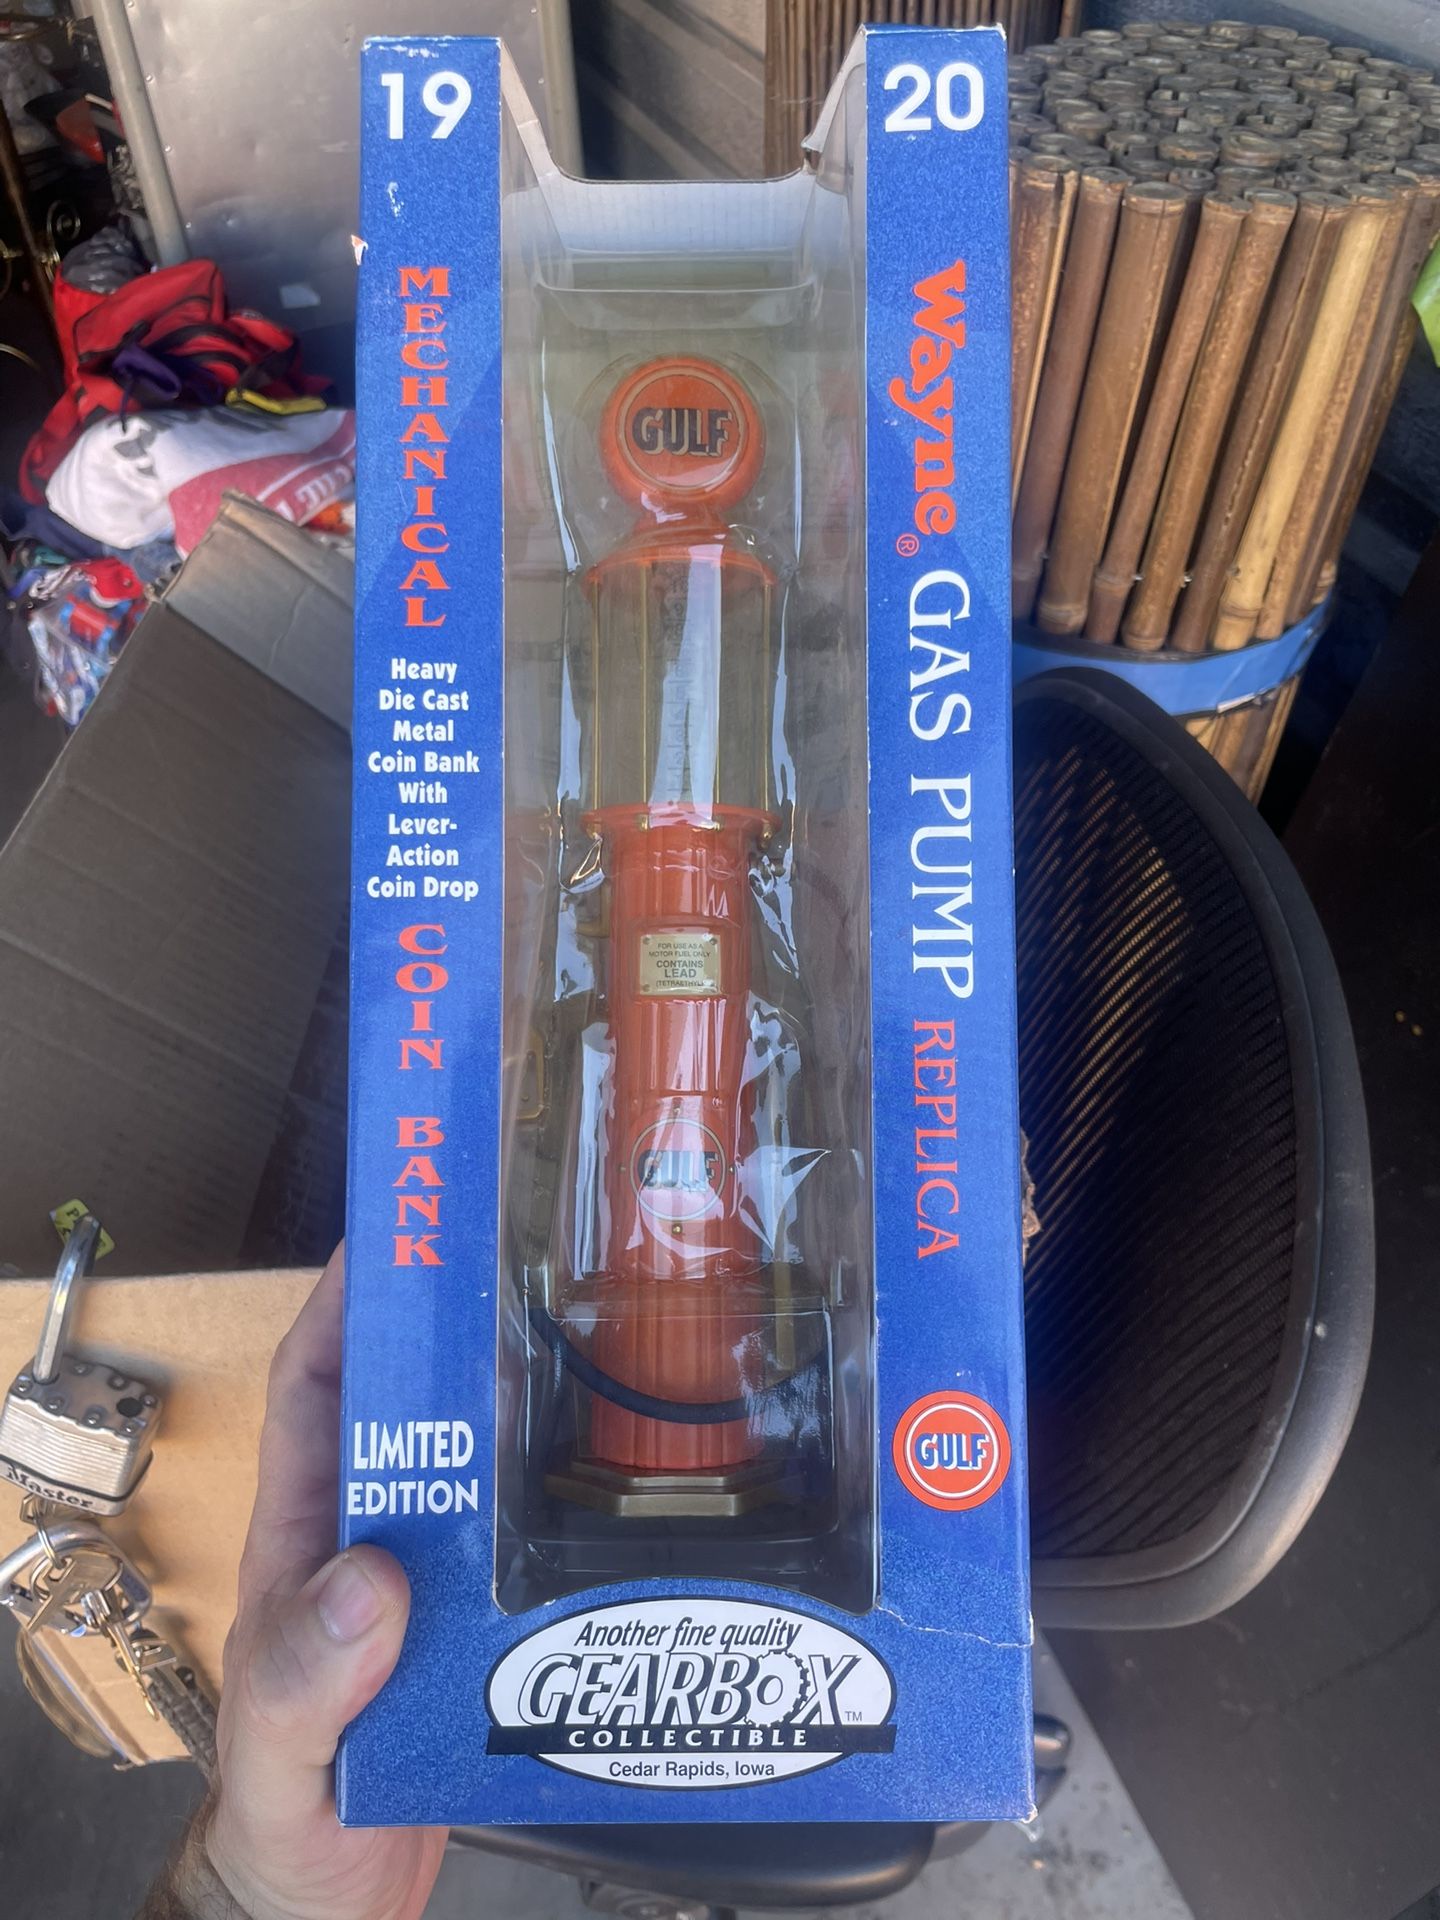 19
20
MECHANICAL
Heavy
Die Cast
Metal
Coin Bank
With
Lever-
Action
Coin Drop
COIN BANK
LIMITED
EDITION
GULF
FOR USE AS A
MOTOR FUEL ONLY
CONTAINS
LEAD
(TETRAETHYL)
GULF
Wayne® GAS PUMP REPLICA
GULF
Another fine quality
GEARBOX™
COLLECTIBLE
Cedar Rapids, Iowa
Master